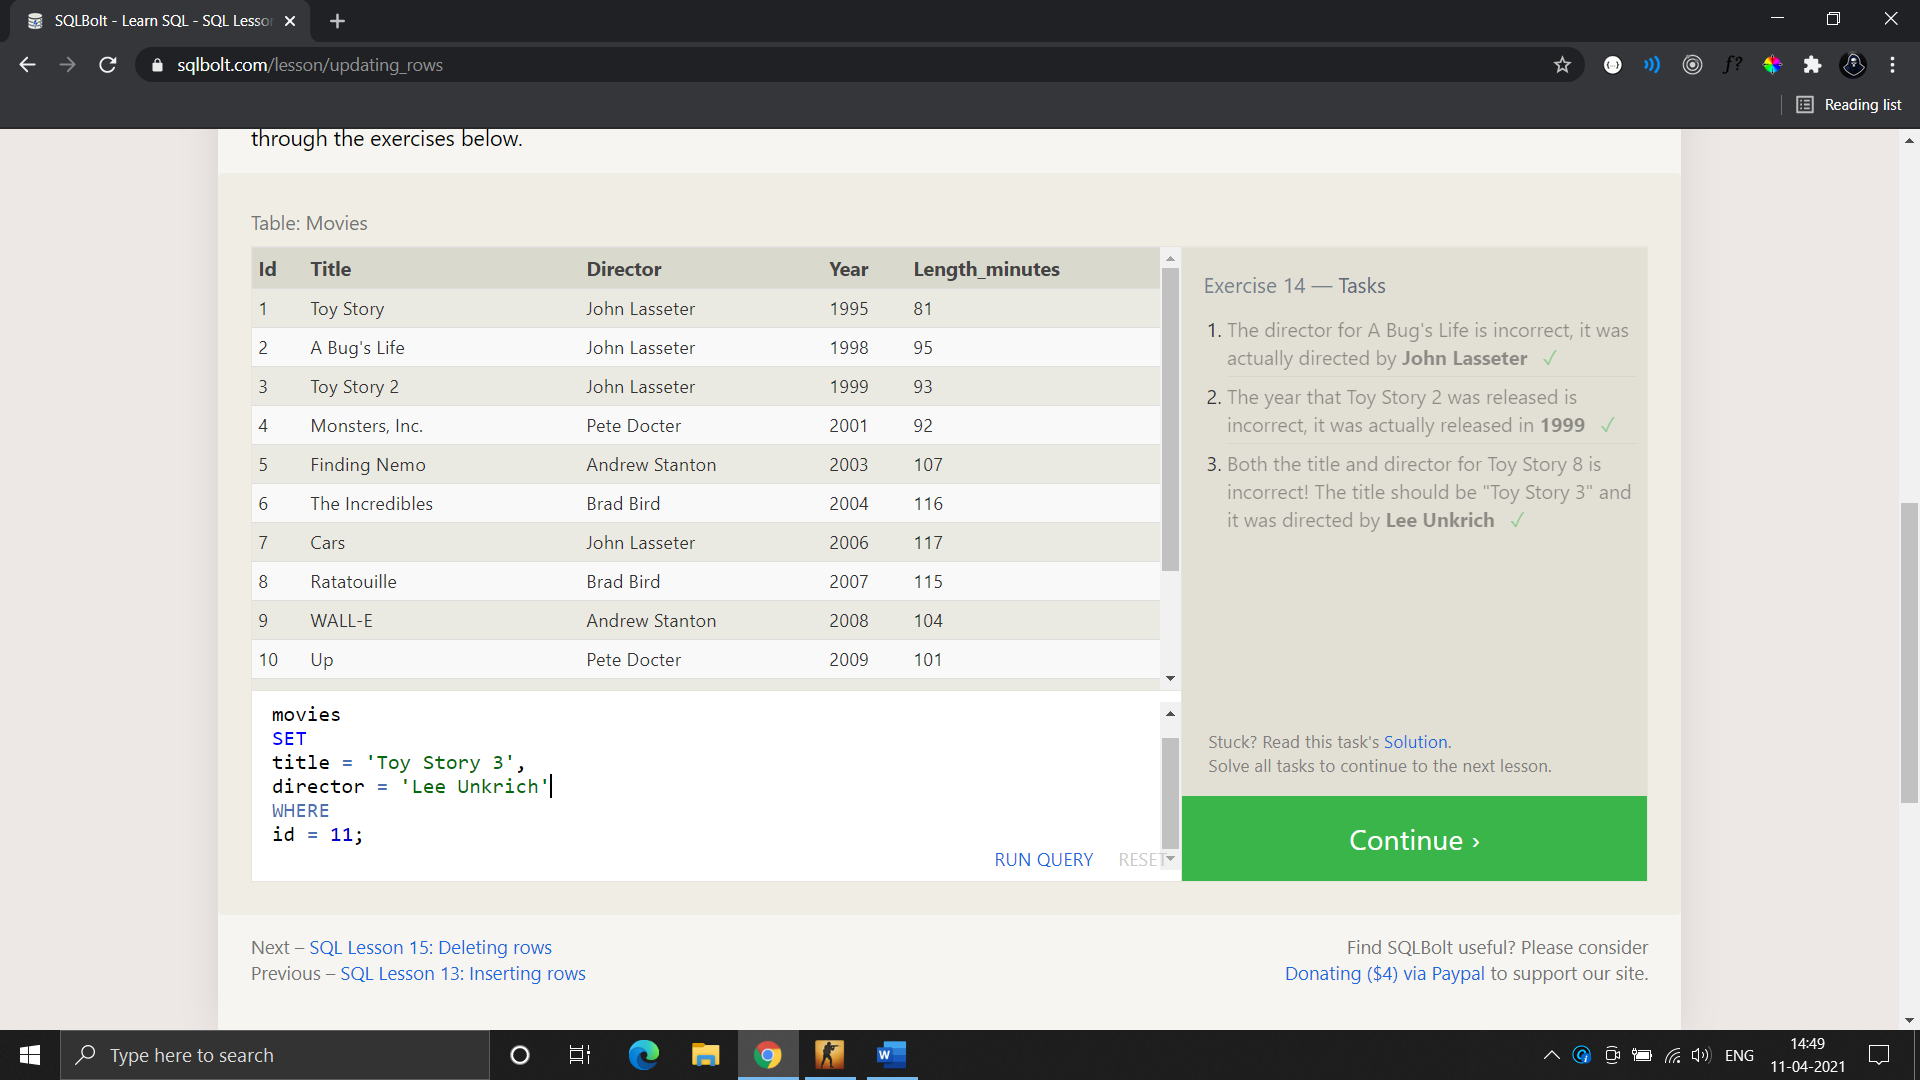 SQLBolt - Learn SQL - SQL Lesso
sqlbolt.com/lesson/updating_rows
f?
Reading list
through the exercises below.
Table: Movies
Id Title Director Year Length_minutes
1 Toy Story John Lasseter 1995 81
2 A Bug's Life John Lasseter 1998 95
3 Toy Story 2 John Lasseter 1999 93
4 Monsters, Inc. Pete Docter 2001 92
5 Finding Nemo Andrew Stanton 2003 107
6 The Incredibles Brad Bird 2004 116
7 Cars John Lasseter 2006 117
8 Ratatouille Brad Bird 2007 115
9 WALL-E Andrew Stanton 2008 104
10 Up Pete Docter 2009 101
movies
SET
title = 'Toy Story 3',
director = 'Lee Unkrich'
WHERE
id = 11;
RUN QUERY RESET
Exercise 14 — Tasks
1. The director for A Bug's Life is incorrect, it was
actually directed by John Lasseter ✓
2. The year that Toy Story 2 was released is
incorrect, it was actually released in 1999 ✓
3. Both the title and director for Toy Story 8 is
incorrect! The title should be "Toy Story 3" and
it was directed by Lee Unkrich ✓
Stuck? Read this task's Solution.
Solve all tasks to continue to the next lesson.
Continue ›
Next – SQL Lesson 15: Deleting rows
Previous – SQL Lesson 13: Inserting rows
Find SQLBolt useful? Please consider
Donating ($4) via Paypal to support our site.
Type here to search
W
ENG
14:49
11-04-2021